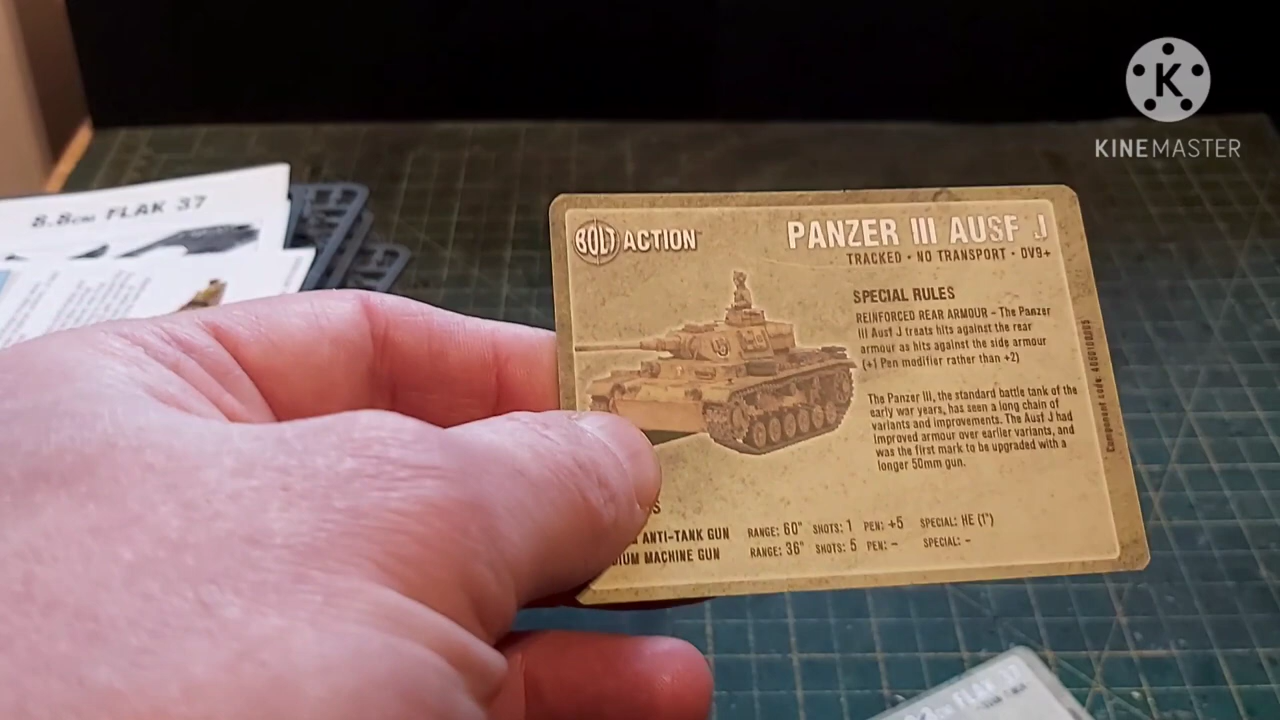 K
KINEMASTER
8.8CM FLAK 37
BOLT ACTION™
PANZER III AUSF J
TRACKED • NO TRANSPORT • DV9+
SPECIAL RULES
REINFORCED REAR ARMOUR – The Panzer
III Ausf J treats hits against the rear
armour as hits against the side armour
(+1 Pen modifier rather than +2)
The Panzer III, the standard battle tank of the
early war years, has seen a long chain of
variants and improvements. The Ausf J had
improved armour over earlier variants, and
was the first mark to be upgraded with a
longer 50mm gun.
ANTI-TANK GUN RANGE: 60" SHOTS: 1 PEN: +5 SPECIAL: HE (1")
MACHINE GUN RANGE: 36" SHOTS: 5 PEN: – SPECIAL: –
Component code:
FLAK 37